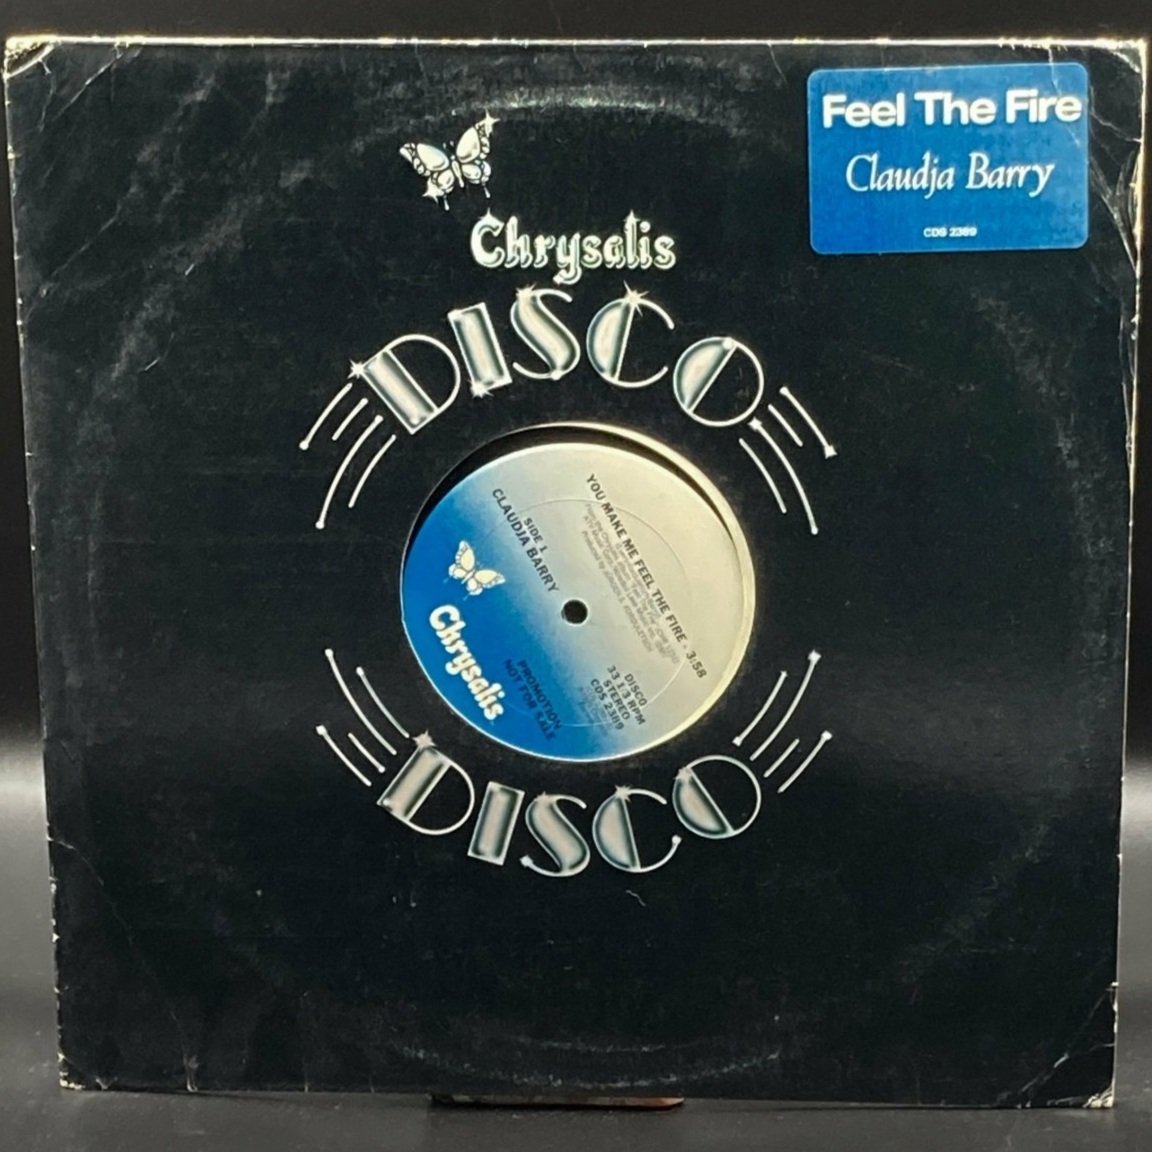 Feel The Fire
Claudja Barry
CDS 2389
Chrysalis
DISCO
YOU MAKE ME FEEL THE FIRE - 3:58
SIDE 1
CLAUDJA BARRY
Chrysalis
PROMOTION
NOT FOR SALE
DISCO
33 1/3 RPM
STEREO
CDS 2389
DISCO